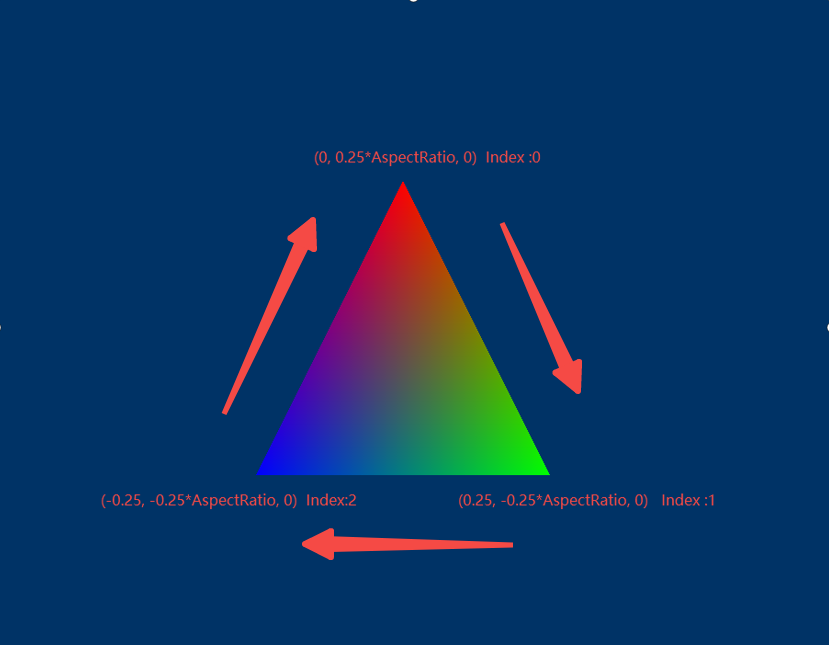 (0, 0.25*AspectRatio, 0)  Index :0
(-0.25, -0.25*AspectRatio, 0)  Index:2
(0.25, -0.25*AspectRatio, 0)   Index :1